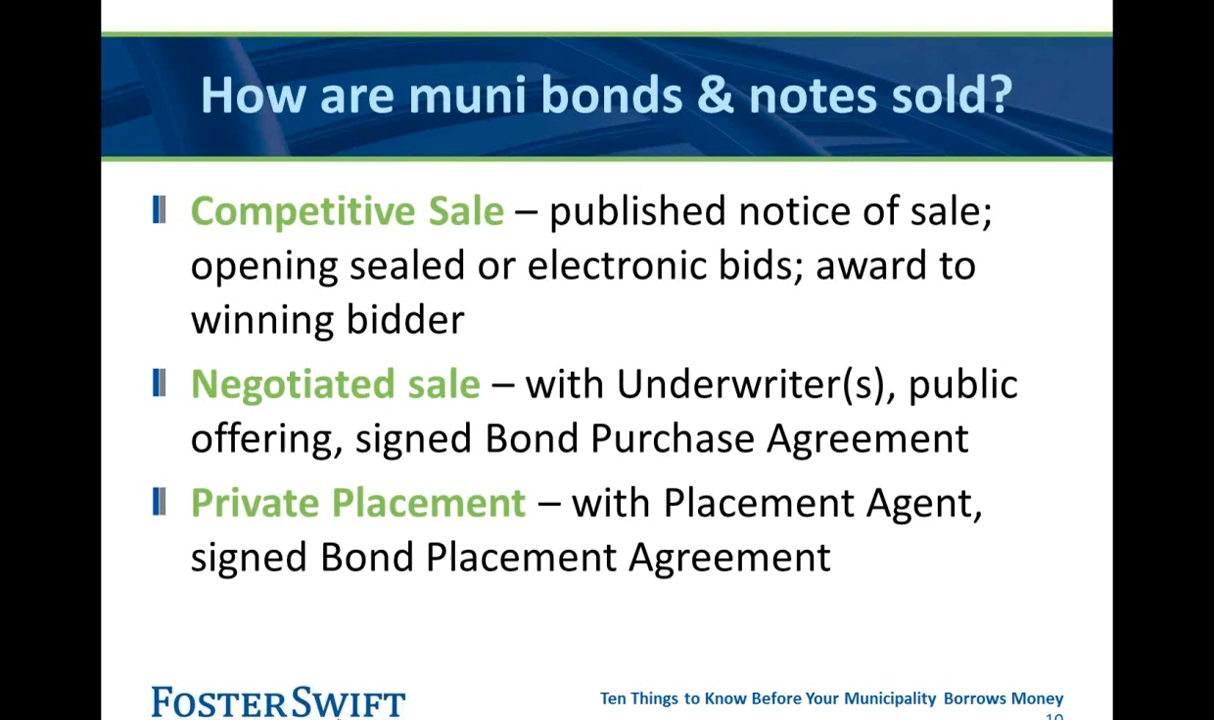 How are muni bonds & notes sold?
Competitive Sale – published notice of sale;
opening sealed or electronic bids; award to
winning bidder
Negotiated sale – with Underwriter(s), public
offering, signed Bond Purchase Agreement
Private Placement – with Placement Agent,
signed Bond Placement Agreement
FOSTER SWIFT
Ten Things to Know Before Your Municipality Borrows Money